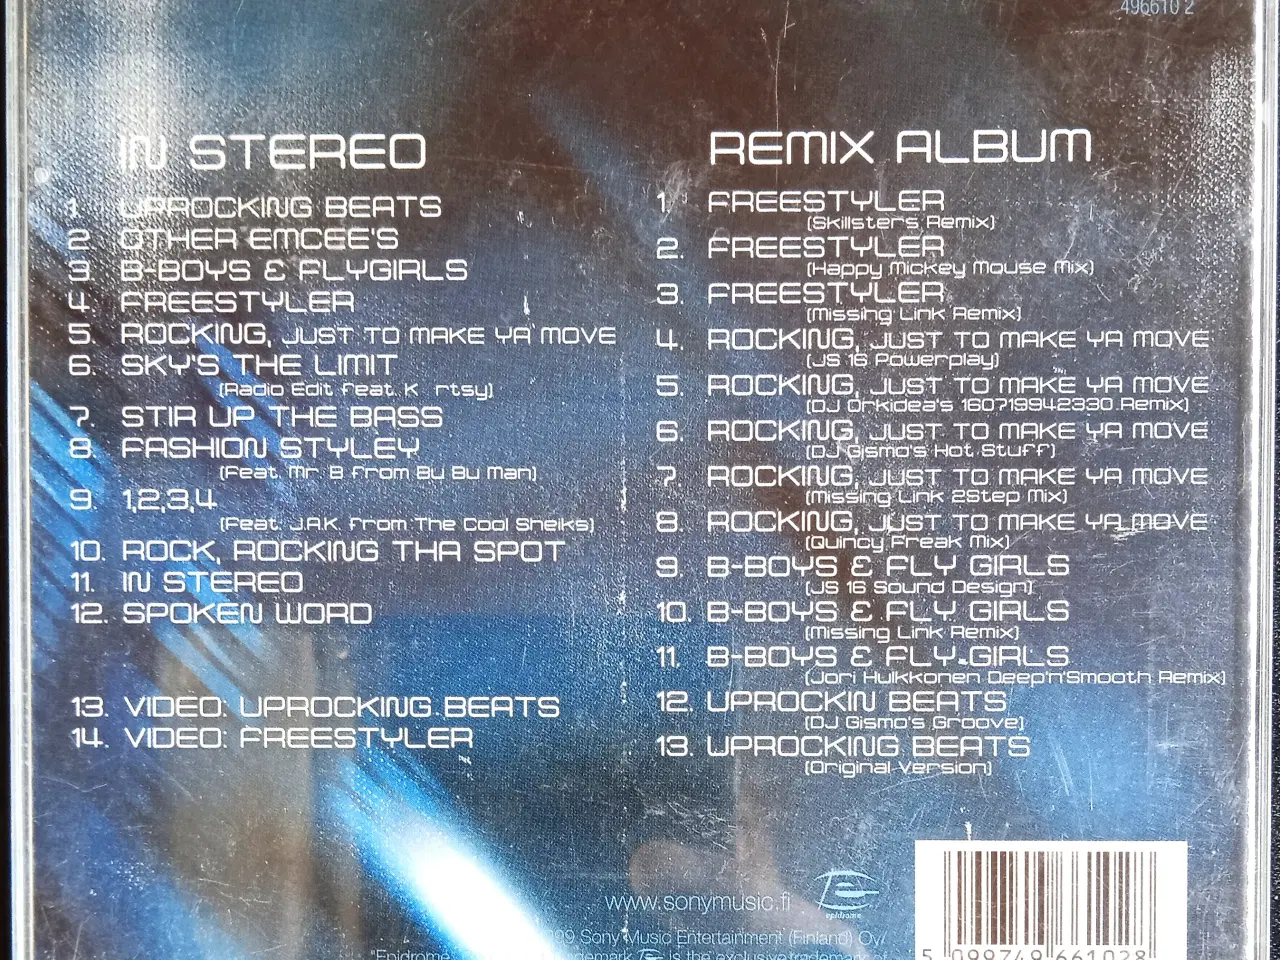 496610 2
IN STEREO
1 UPROCKING BEATS
2 OTHER EMCEE'S
3 B-BOYS & FLYGIRLS
4 FREESTYLER
5. ROCKING, JUST TO MAKE YA MOVE
6. SKY'S THE LIMIT
(Radio Edit feat. K rtsy)
7. STIR UP THE BASS
8. FASHION STYLEY
(Feat. Mr. B from Bu Bu Man)
9. 1,2,3,4
(Feat. J.A.K. from The Cool Sheiks)
10. ROCK, ROCKING THA SPOT
11. IN STEREO
12. SPOKEN WORD
13. VIDEO: UPROCKING BEATS
14. VIDEO: FREESTYLER
REMIX ALBUM
1. FREESTYLER
(Skillsters Remix)
2. FREESTYLER
(Happy Mickey Mouse Mix)
3. FREESTYLER
(Missing Link Remix)
4. ROCKING, JUST TO MAKE YA MOVE
(JS 16 Powerplay)
5. ROCKING, JUST TO MAKE YA MOVE
(DJ Orkidea's 160719942330 Remix)
6. ROCKING, JUST TO MAKE YA MOVE
(DJ Gismo's Hot Stuff)
7 ROCKING, JUST TO MAKE YA MOVE
(Missing Link 2Step Mix)
8. ROCKING, JUST TO MAKE YA MOVE
(Quincy Freak Mix)
9. B-BOYS & FLY GIRLS
(JS 16 Sound Design)
10. B-BOYS & FLY GIRLS
(Missing Link Remix)
11. B-BOYS & FLY GIRLS
(Jori Hulkkonen Deep'n'Smooth Remix)
12. UPROCKIN BEATS
(DJ Gismo's Groove)
13. UPROCKING BEATS
(Original Version)
www.sonymusic.fi
epidrome
Sony Music Entertainment (Finland) Oy/
"Epidrome is the exclusive trademark of
5 099749 661028